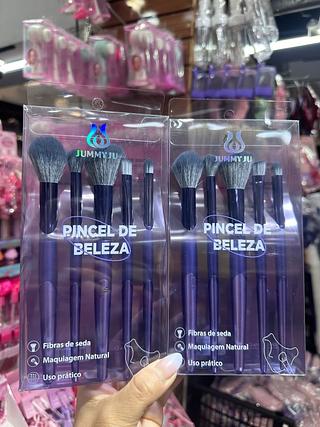 JUMMYJU
PINCEL DE
BELEZA
Fibras de seda
Maquiagem Natural
Uso prático
JUMMYJU
PINCEL DE
BELEZA
Fibras de seda
Maquiagem Natural
Uso prático